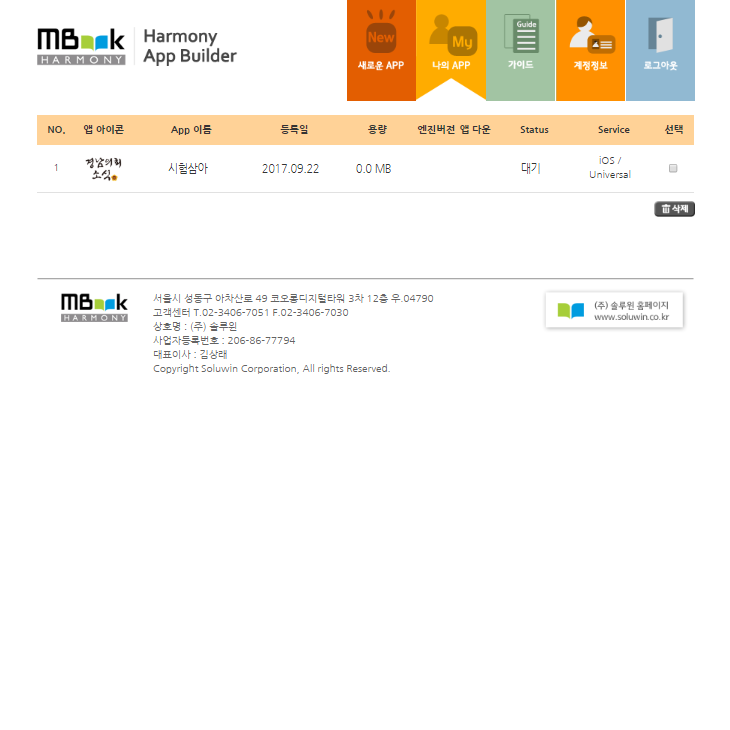 MBook
HARMONY
Harmony
App Builder
New
새로운 APP
My
나의 APP
Guide
가이드
계정정보
로그아웃
NO. 앱 아이콘 App 이름 등록일 용량 엔진버전 앱 다운 Status Service 선택
1 경남의회 시험삼아 2017.09.22 0.0 MB 대기 iOS /
소식 Universal
삭제
MBook
HARMONY
서울시 성동구 아차산로 49 코오롱디지털타워 3차 12층 우.04790
고객센터 T.02-3406-7051 F.02-3406-7030
상호명 : (주) 솔루윈
사업자등록번호 : 206-86-77794
대표이사 : 김상래
Copyright Soluwin Corporation, All rights Reserved.
(주) 솔루윈 홈페이지
www.soluwin.co.kr